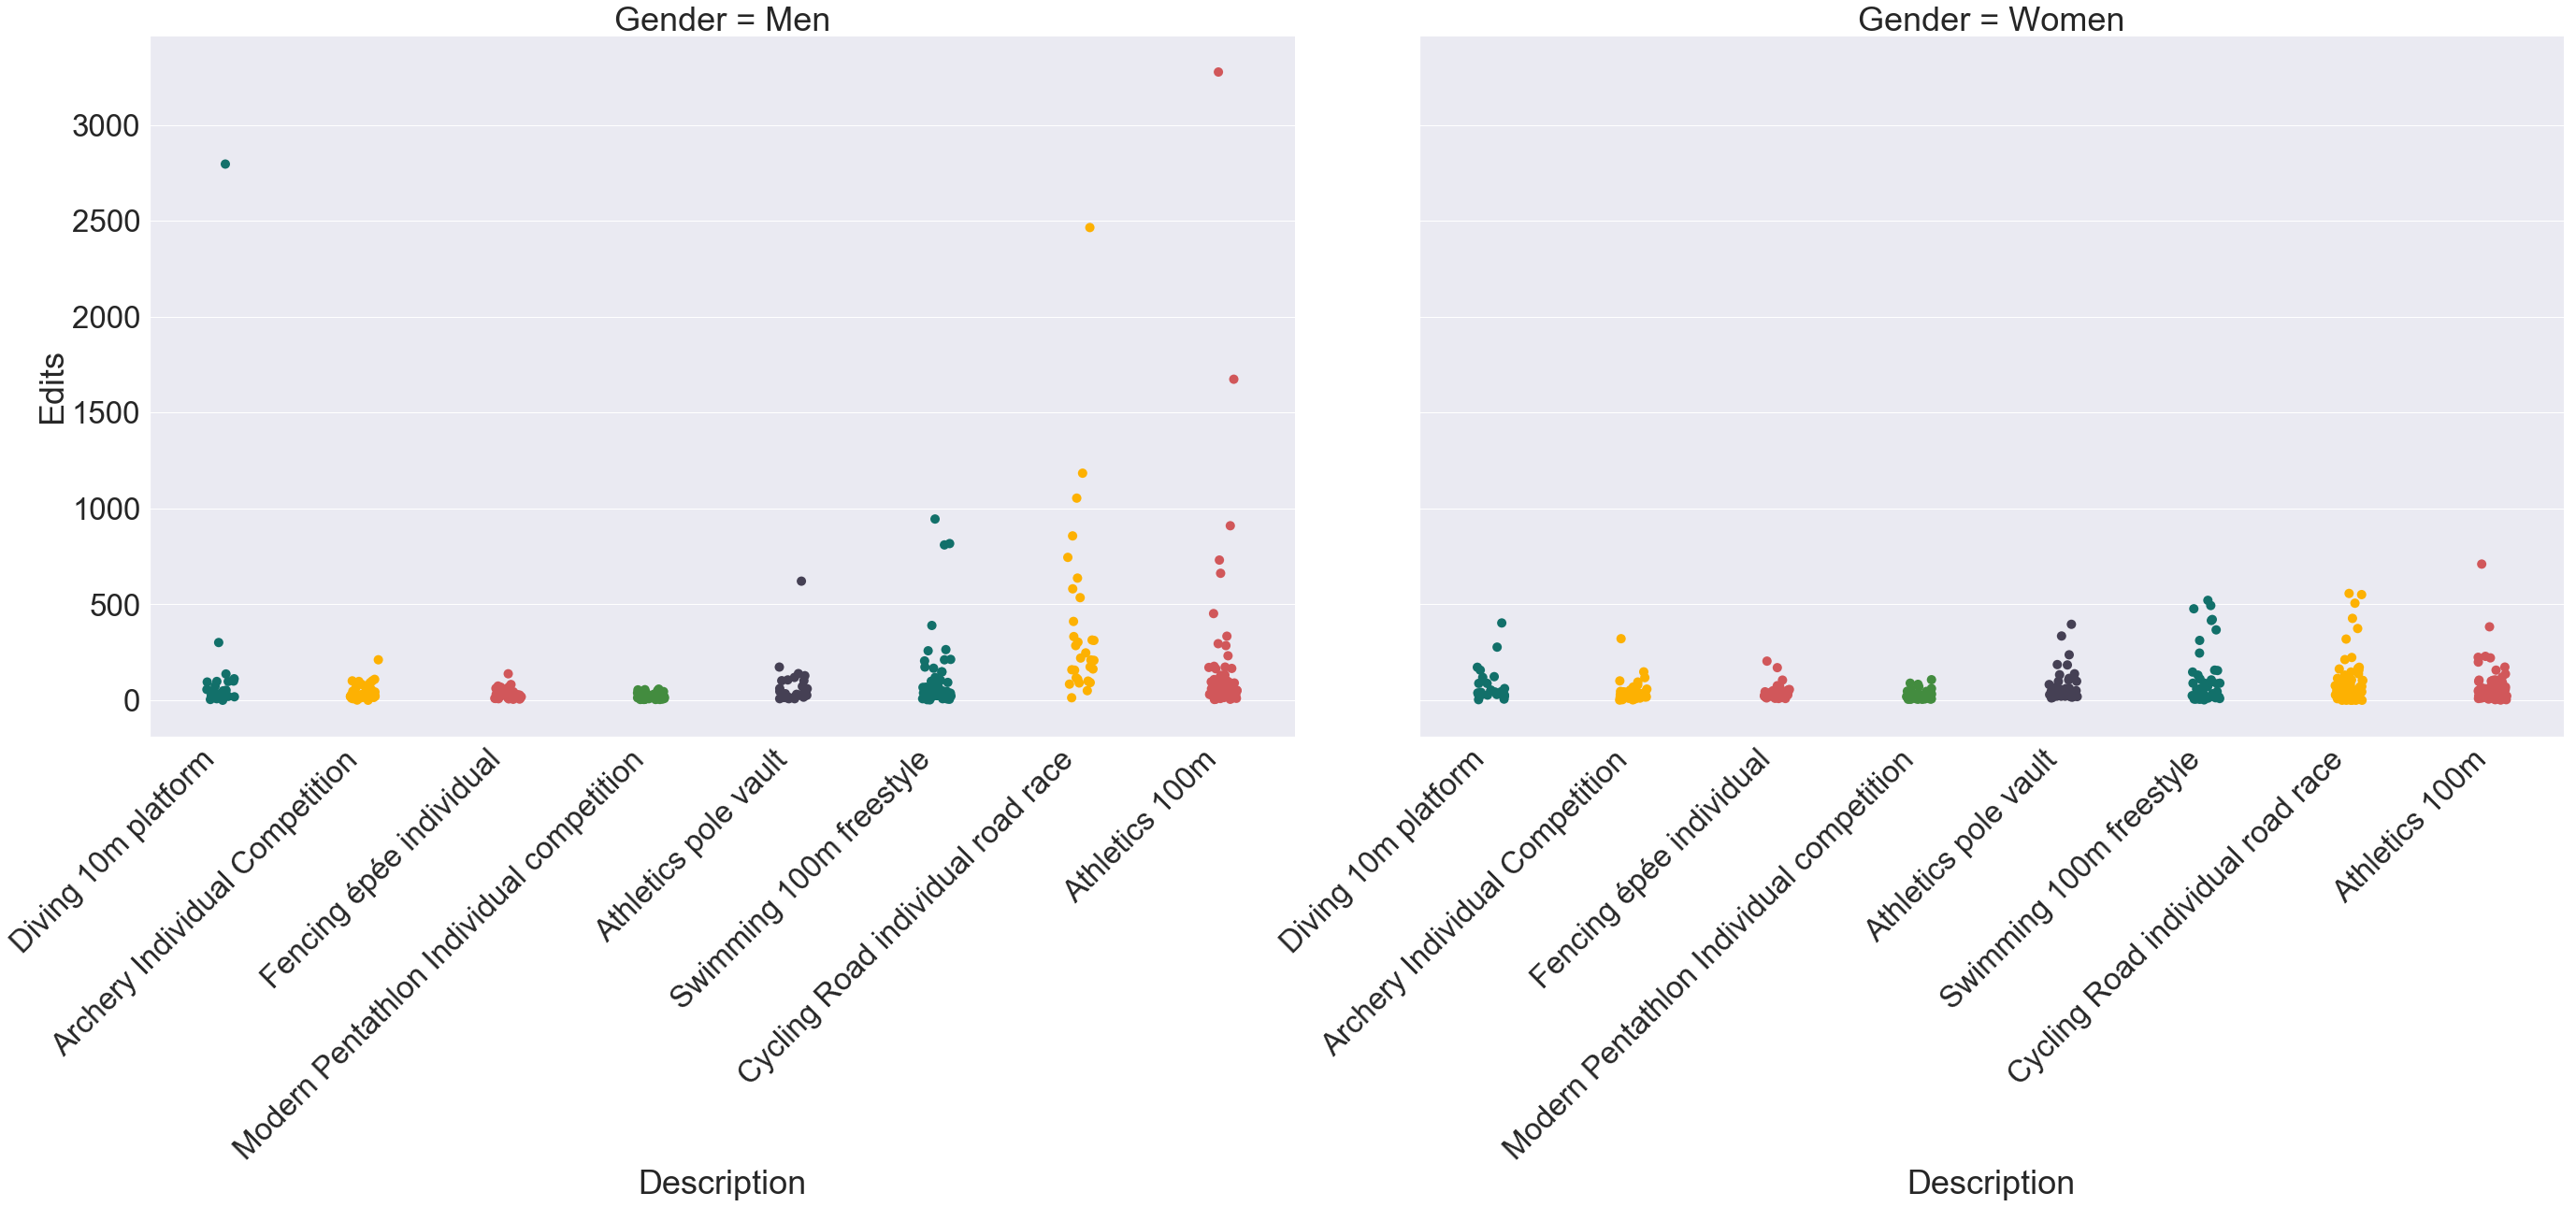 Gender = Men
Gender = Women
3000
2500
2000
1500
1000
500
0
Edits
Diving 10m platform
Archery Individual Competition
Fencing épée individual
Modern Pentathlon Individual competition
Athletics pole vault
Swimming 100m freestyle
Cycling Road individual road race
Athletics 100m
Diving 10m platform
Archery Individual Competition
Fencing épée individual
Modern Pentathlon Individual competition
Athletics pole vault
Swimming 100m freestyle
Cycling Road individual road race
Athletics 100m
Description
Description